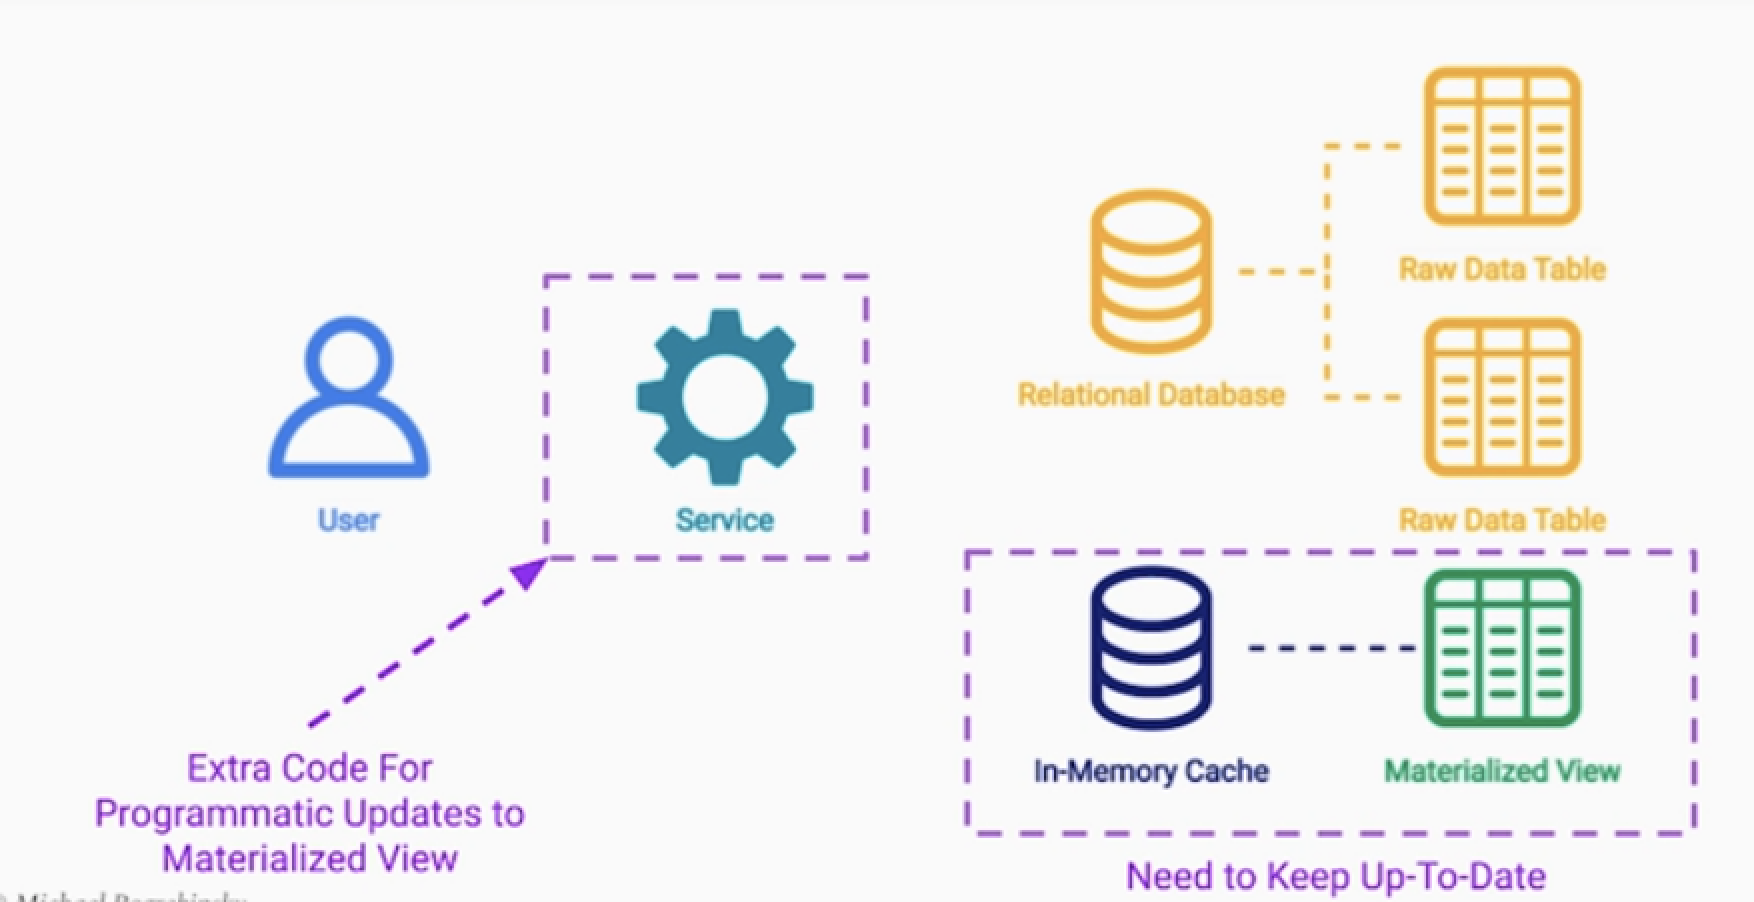 Raw Data Table
Relational Database
User
Service
Raw Data Table
In-Memory Cache
Materialized View
Extra Code For
Programmatic Updates to
Materialized View
Need to Keep Up-To-Date
Michael